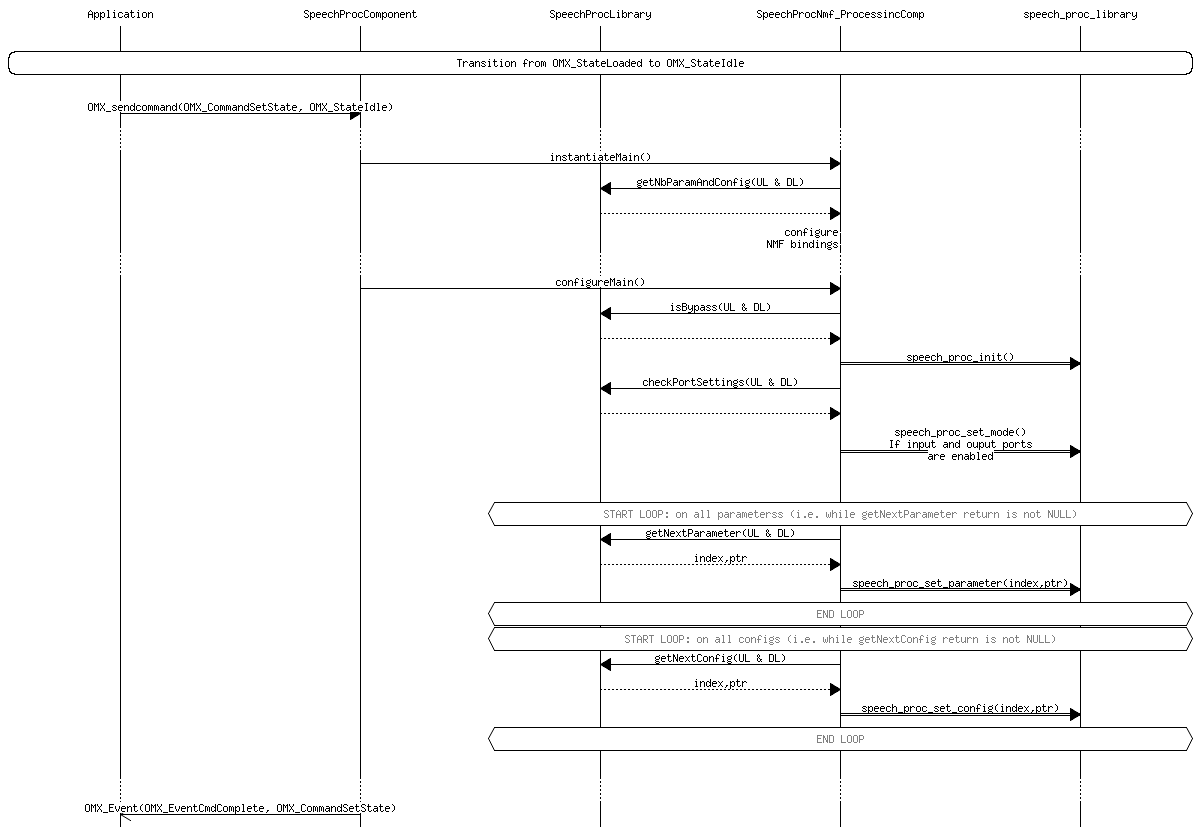 Application
SpeechProcComponent
SpeechProcLibrary
SpeechProcNmf_ProcessincComp
speech_proc_library
Transition from OMX_StateLoaded to OMX_StateIdle
OMX_sendcommand(OMX_CommandSetState, OMX_StateIdle)
instantiateMain()
getNbParamAndConfig(UL & DL)
configure
NMF bindings
configureMain()
isBypass(UL & DL)
speech_proc_init()
checkPortSettings(UL & DL)
speech_proc_set_mode()
If input and ouput ports
are enabled
START LOOP: on all parameterss (i.e. while getNextParameter return is not NULL)
getNextParameter(UL & DL)
index,ptr
speech_proc_set_parameter(index,ptr)
END LOOP
START LOOP: on all configs (i.e. while getNextConfig return is not NULL)
getNextConfig(UL & DL)
index,ptr
speech_proc_set_config(index,ptr)
END LOOP
OMX_Event(OMX_EventCmdComplete, OMX_CommandSetState)